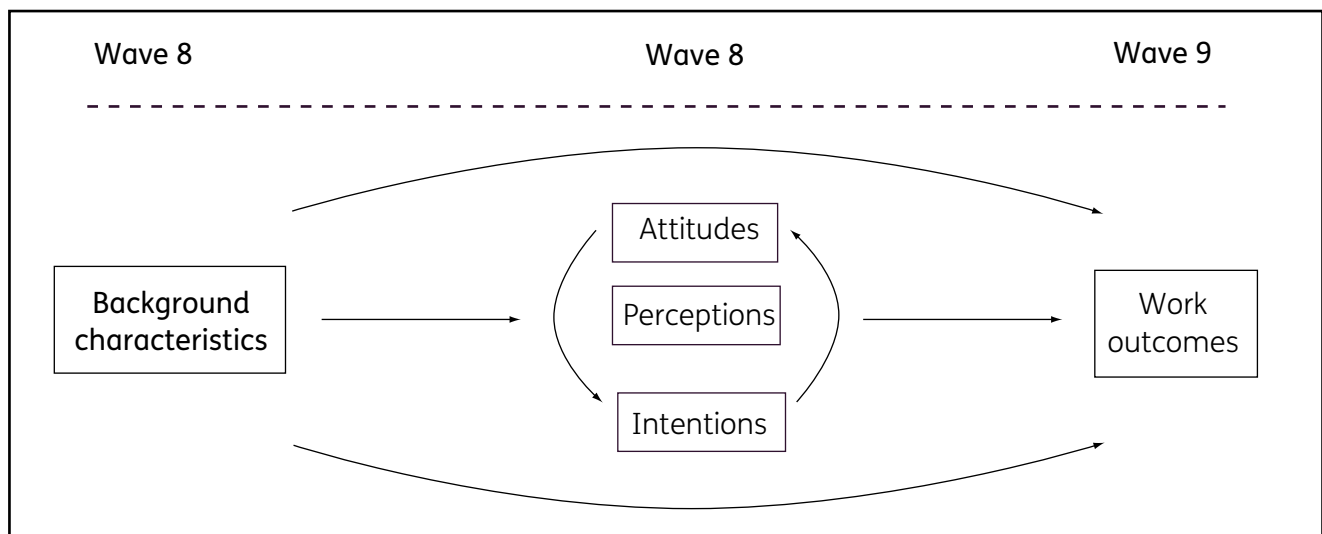 Wave 8
Wave 8
Wave 9
Background
characteristics
Attitudes
Perceptions
Intentions
Work
outcomes